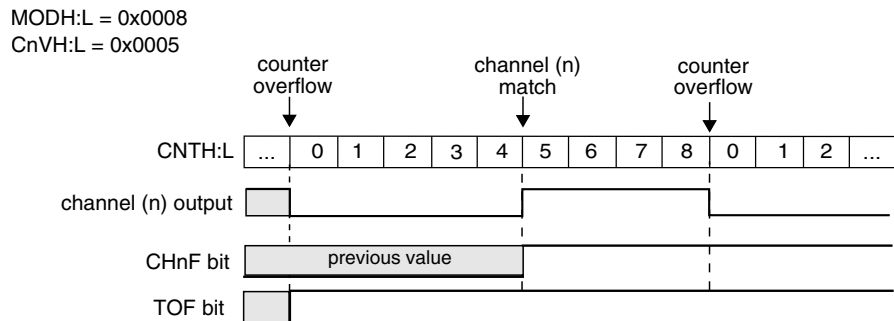 MODH:L = 0x0008
CnVH:L = 0x0005
counter
overflow
channel (n)
match
counter
overflow
CNTH:L ... 0 1 2 3 4 5 6 7 8 0 1 2 ...
channel (n) output
CHnF bit previous value
TOF bit